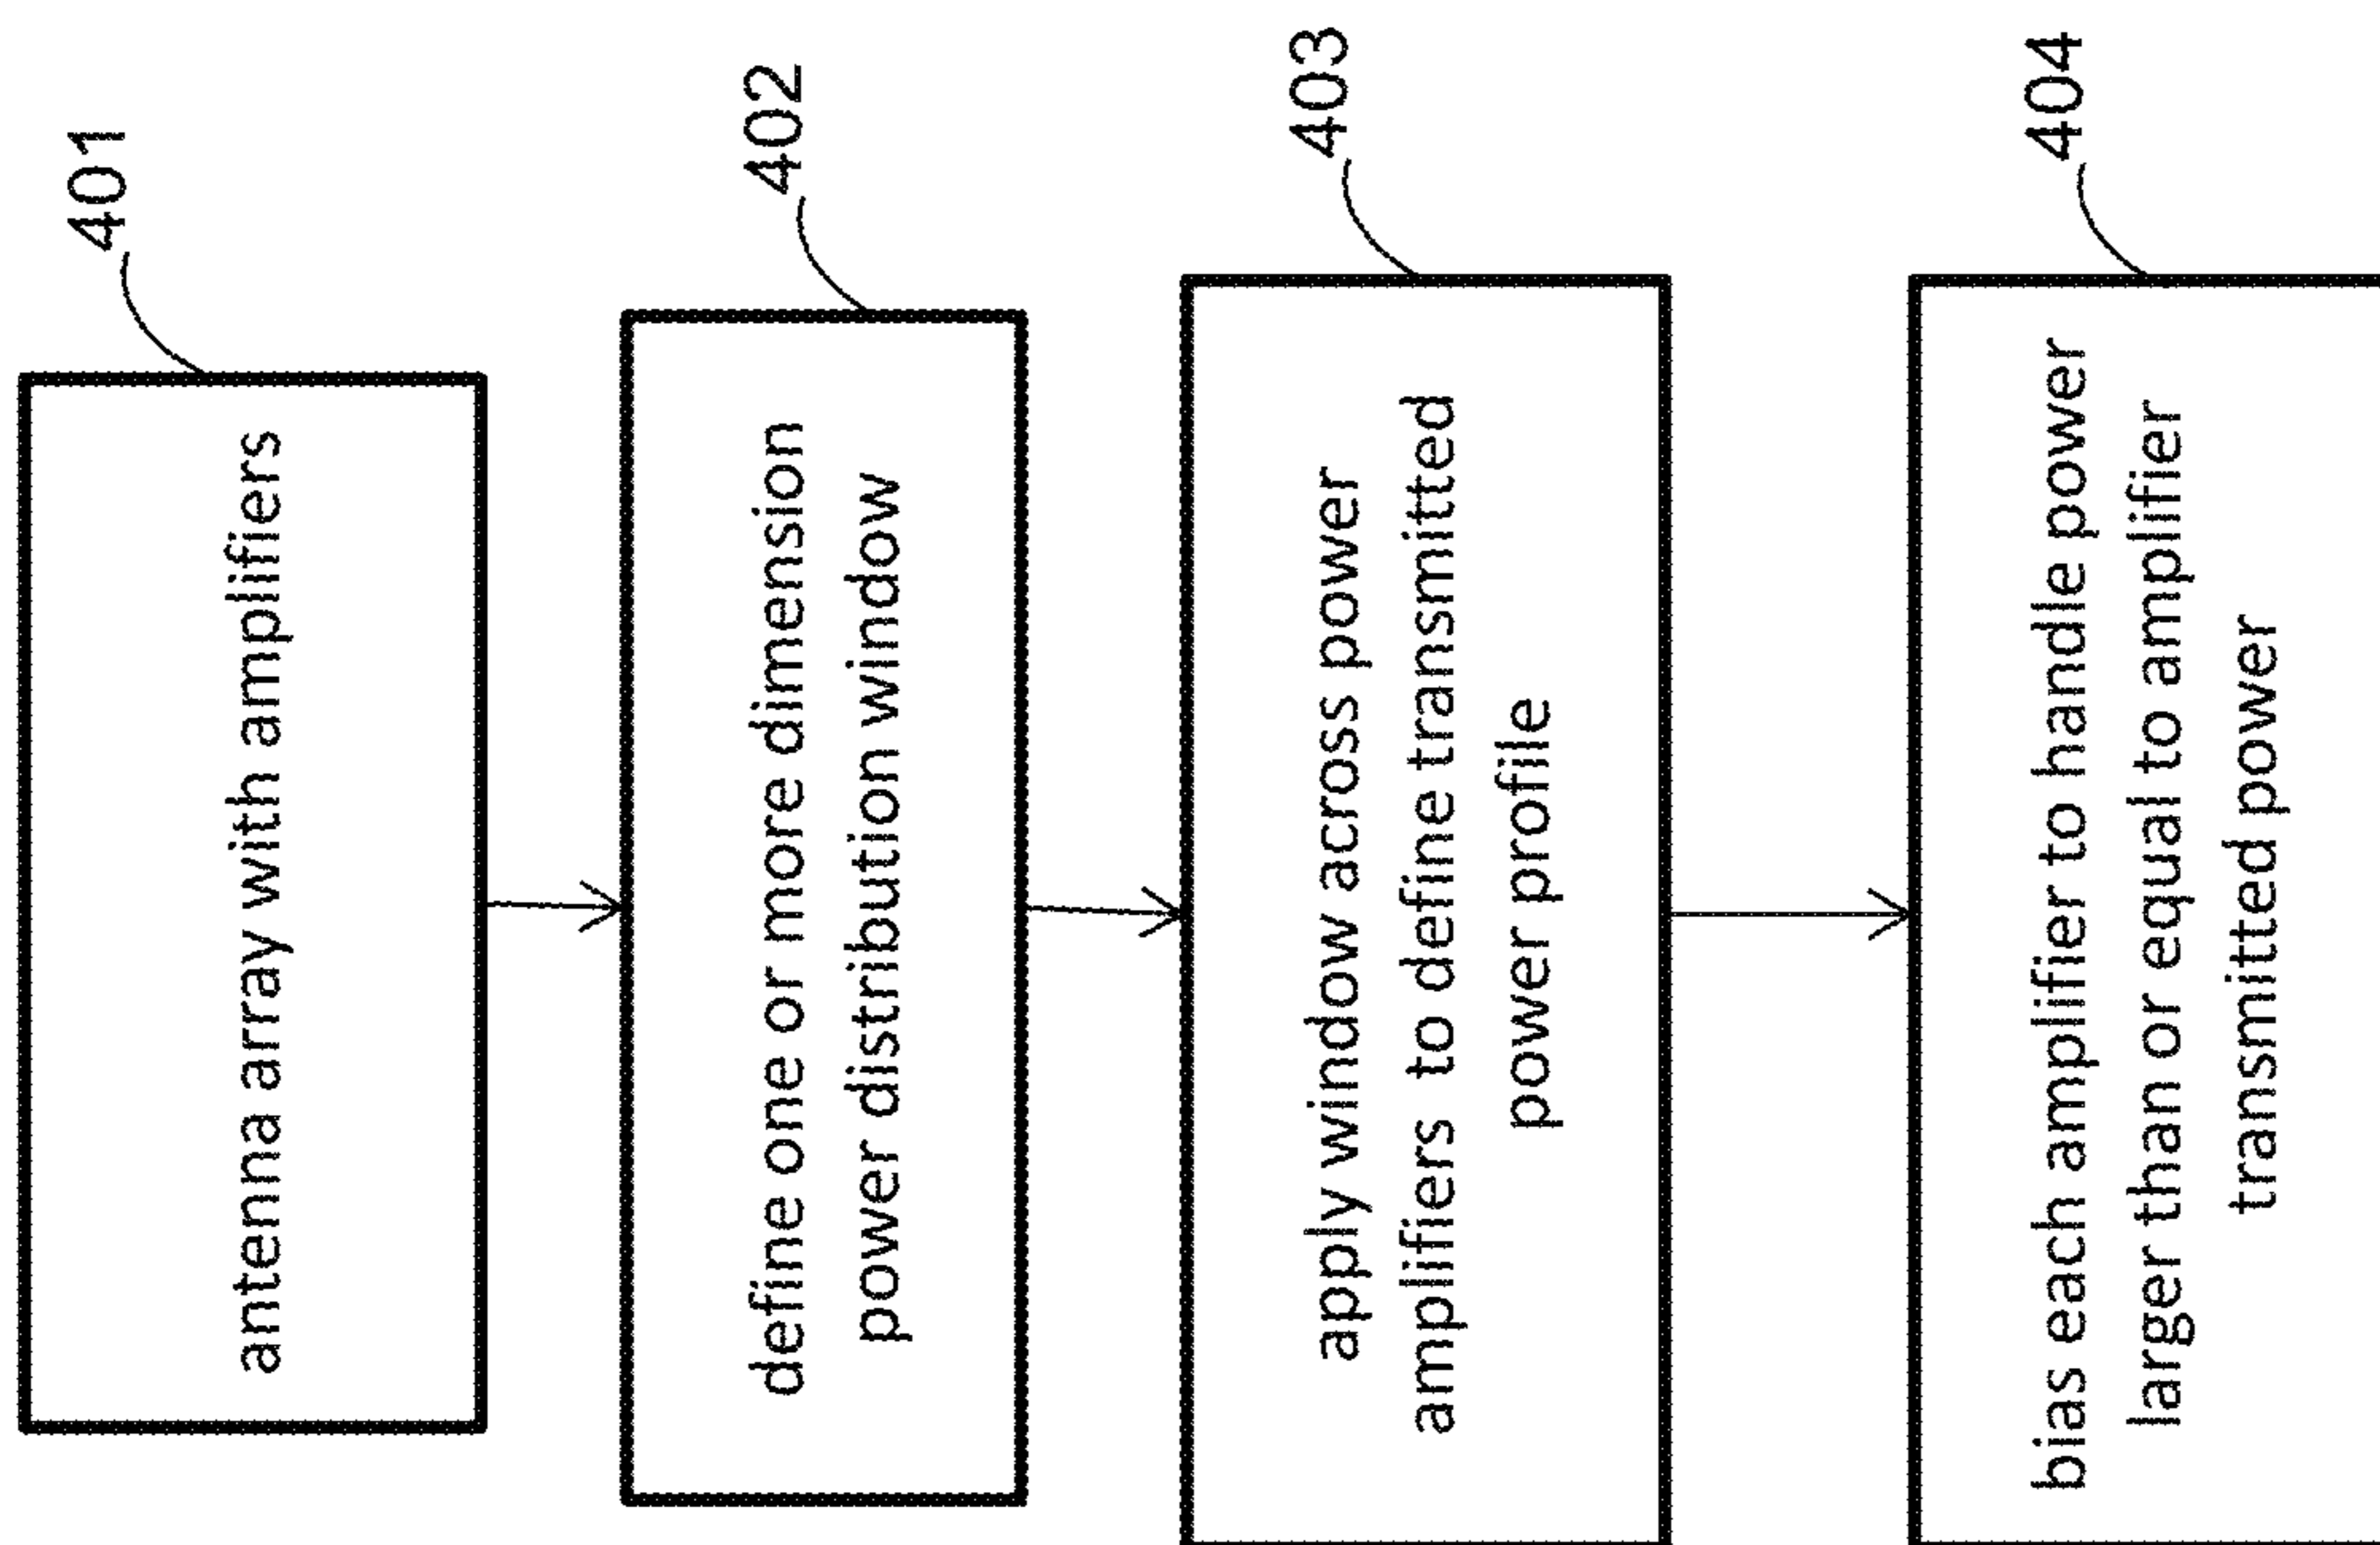 401
antenna array with amplifiers
402
define one or more dimension
power distribution window
403
apply window across power
amplifiers to define transmitted
power profile
404
bias each amplifier to handle power
larger than or equal to amplifier
transmitted power